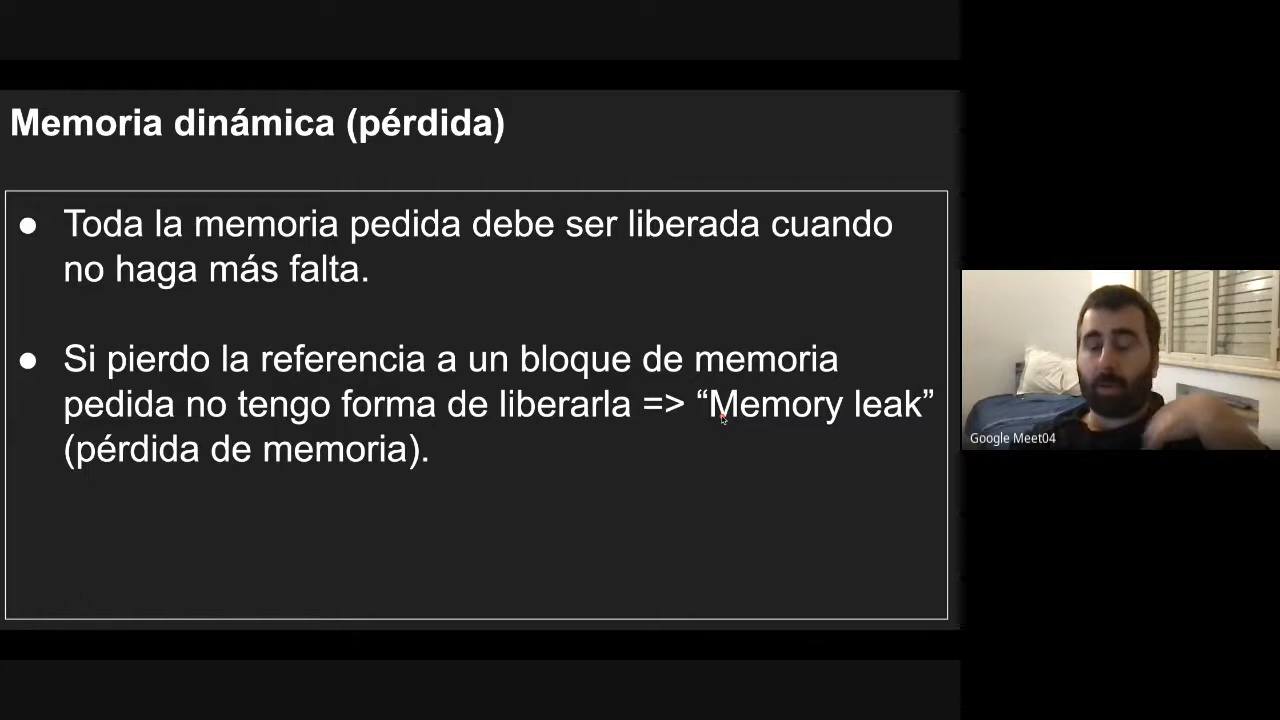 Memoria dinámica (pérdida)
● Toda la memoria pedida debe ser liberada cuando
no haga más falta.
● Si pierdo la referencia a un bloque de memoria
pedida no tengo forma de liberarla => “Memory leak”
(pérdida de memoria).
Google Meet04